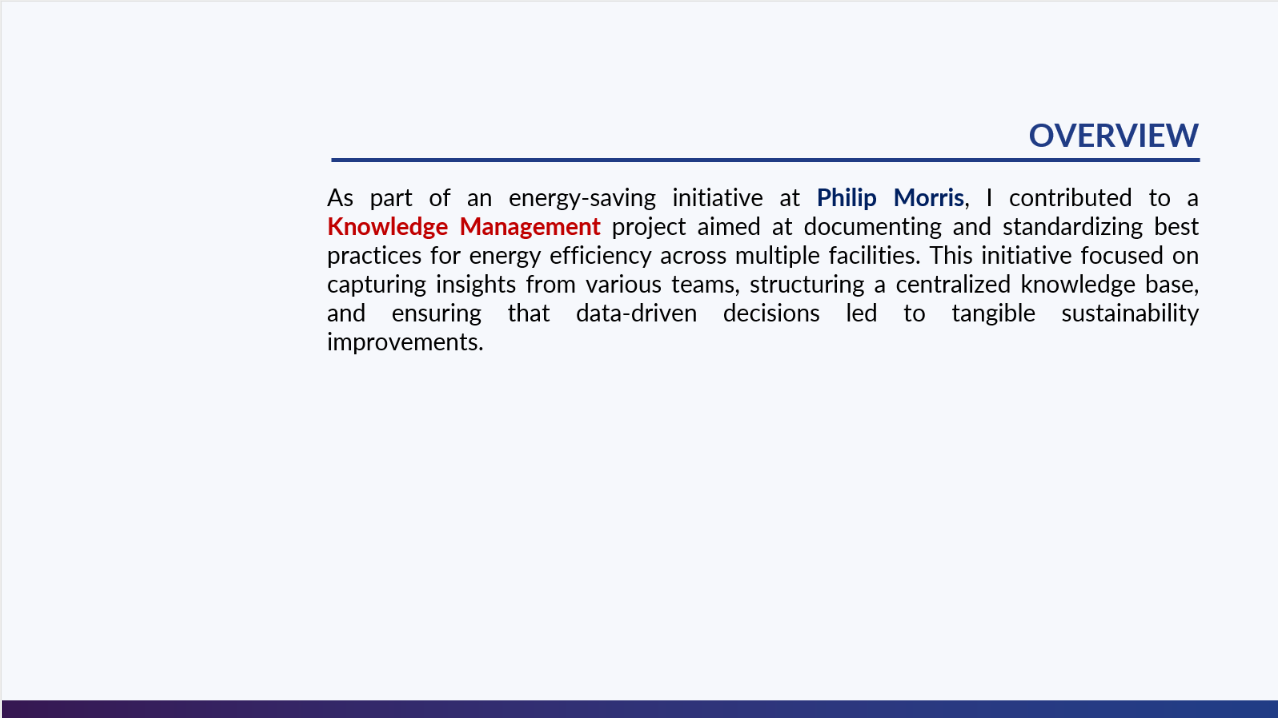 OVERVIEW
As part of an energy-saving initiative at Philip Morris, I contributed to a
Knowledge Management project aimed at documenting and standardizing best
practices for energy efficiency across multiple facilities. This initiative focused on
capturing insights from various teams, structuring a centralized knowledge base,
and ensuring that data-driven decisions led to tangible sustainability
improvements.